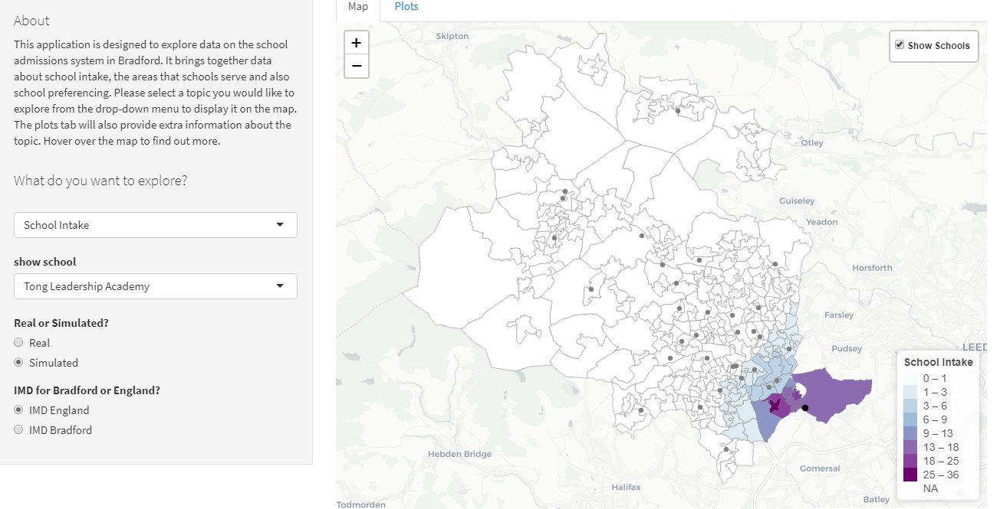 About
This application is designed to explore data on the school
admissions system in Bradford. It brings together data
about school intake, the areas that schools serve and also
school preferencing. Please select a topic you would like to
explore from the drop-down menu to display it on the map.
The plots tab will also provide extra information about the
topic. Hover over the map to find out more.
What do you want to explore?
School Intake
show school
Tong Leadership Academy
Real or Simulated?
Real
Simulated
IMD for Bradford or England?
IMD England
IMD Bradford
Map
Plots
+
−
Show Schools
Skipton
Otley
Guiseley
Yeadon
Horsforth
Farsley
Pudsey
LEED
Hebden Bridge
Gomersal
Halifax
Batley
Todmorden
School Intake
0 – 1
1 – 3
3 – 6
6 – 9
9 – 13
13 – 18
18 – 25
25 – 36
NA